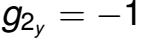 $g_{2_y} = -1$